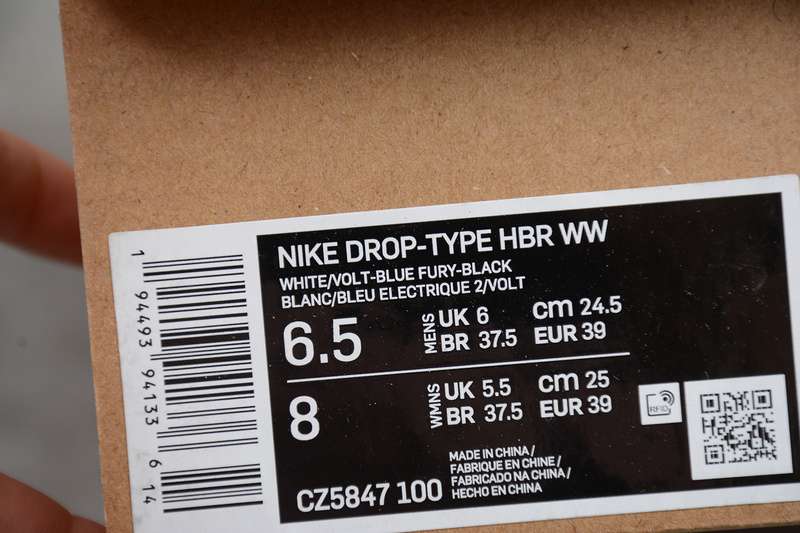 NIKE DROP-TYPE HBR WW
WHITE/VOLT-BLUE FURY-BLACK
BLANC/BLEU ELECTRIQUE 2/VOLT
6.5 MENS UK 6 cm 24.5
BR 37.5 EUR 39
8 WMNS UK 5.5 cm 25
BR 37.5 EUR 39
RFID
CZ5847 100
MADE IN CHINA/
FABRIQUE EN CHINE/
FABRICADO NA CHINA/
HECHO EN CHINA
1 94493 94133 6 14